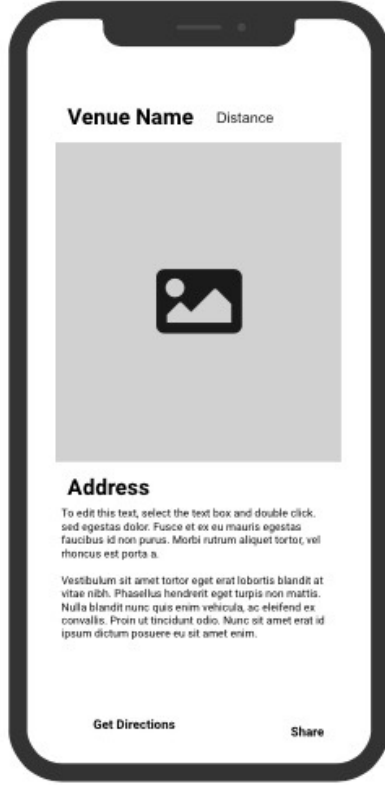 Venue Name Distance
Address
To edit this text, select the text box and double click.
sed egestas dolor. Fusce et ex eu mauris egestas
faucibus id non purus. Morbi rutrum aliquet tortor, vel
rhoncus est porta a.
Vestibulum sit amet tortor eget erat lobortis blandit at
vitae nibh. Phasellus hendrerit eget turpis non mattis.
Nulla blandit nunc quis enim vehicula, ac eleifend ex
convallis. Proin ut tincidunt odio. Nunc sit amet erat id
ipsum dictum posuere eu sit amet enim.
Get Directions
Share